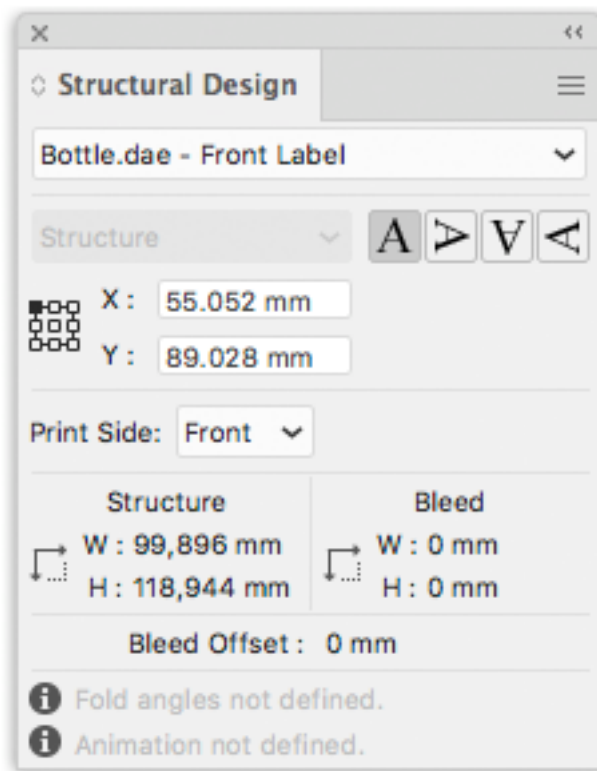 Structural Design
Bottle.dae - Front Label
Structure A A A A
X : 55.052 mm
Y : 89.028 mm
Print Side: Front
Structure
W : 99,896 mm
H : 118,944 mm
Bleed
W : 0 mm
H : 0 mm
Bleed Offset : 0 mm
Fold angles not defined.
Animation not defined.